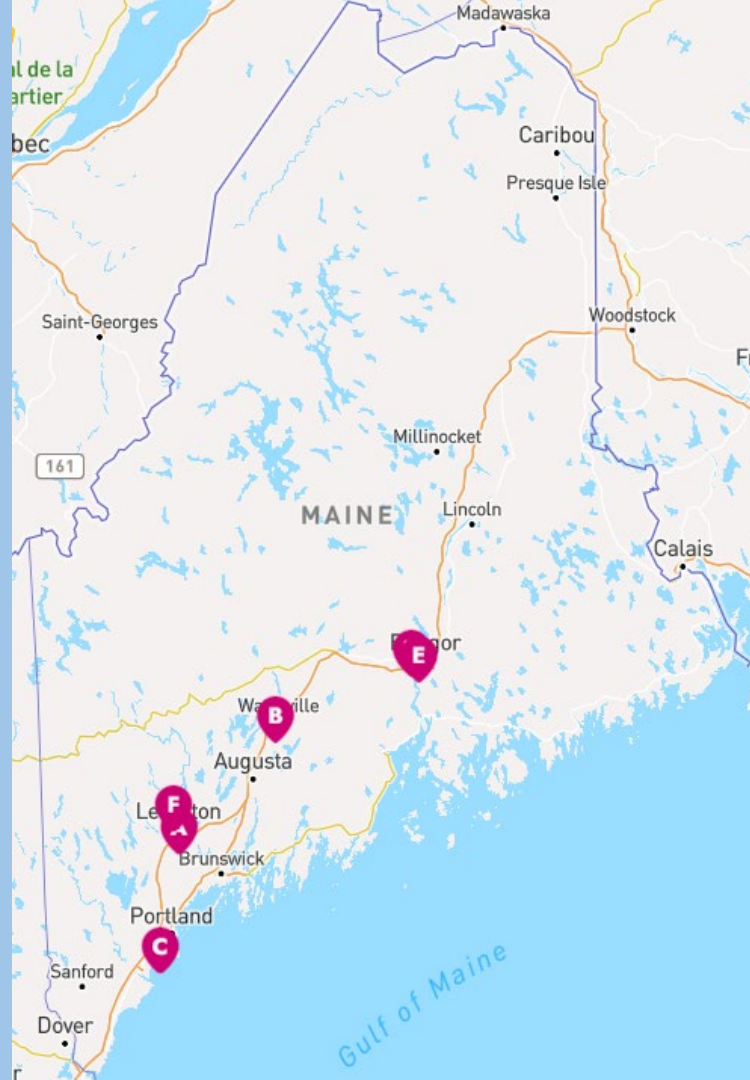 Madawaska
al de la
artier
bec
Caribou
Presque Isle
Saint-Georges
Woodstock
F
Millinocket
161
MAINE
Lincoln
Calais
E
B
Augusta
F
A
Brunswick
Portland
C
Sanford
Gulf of Maine
Dover
r